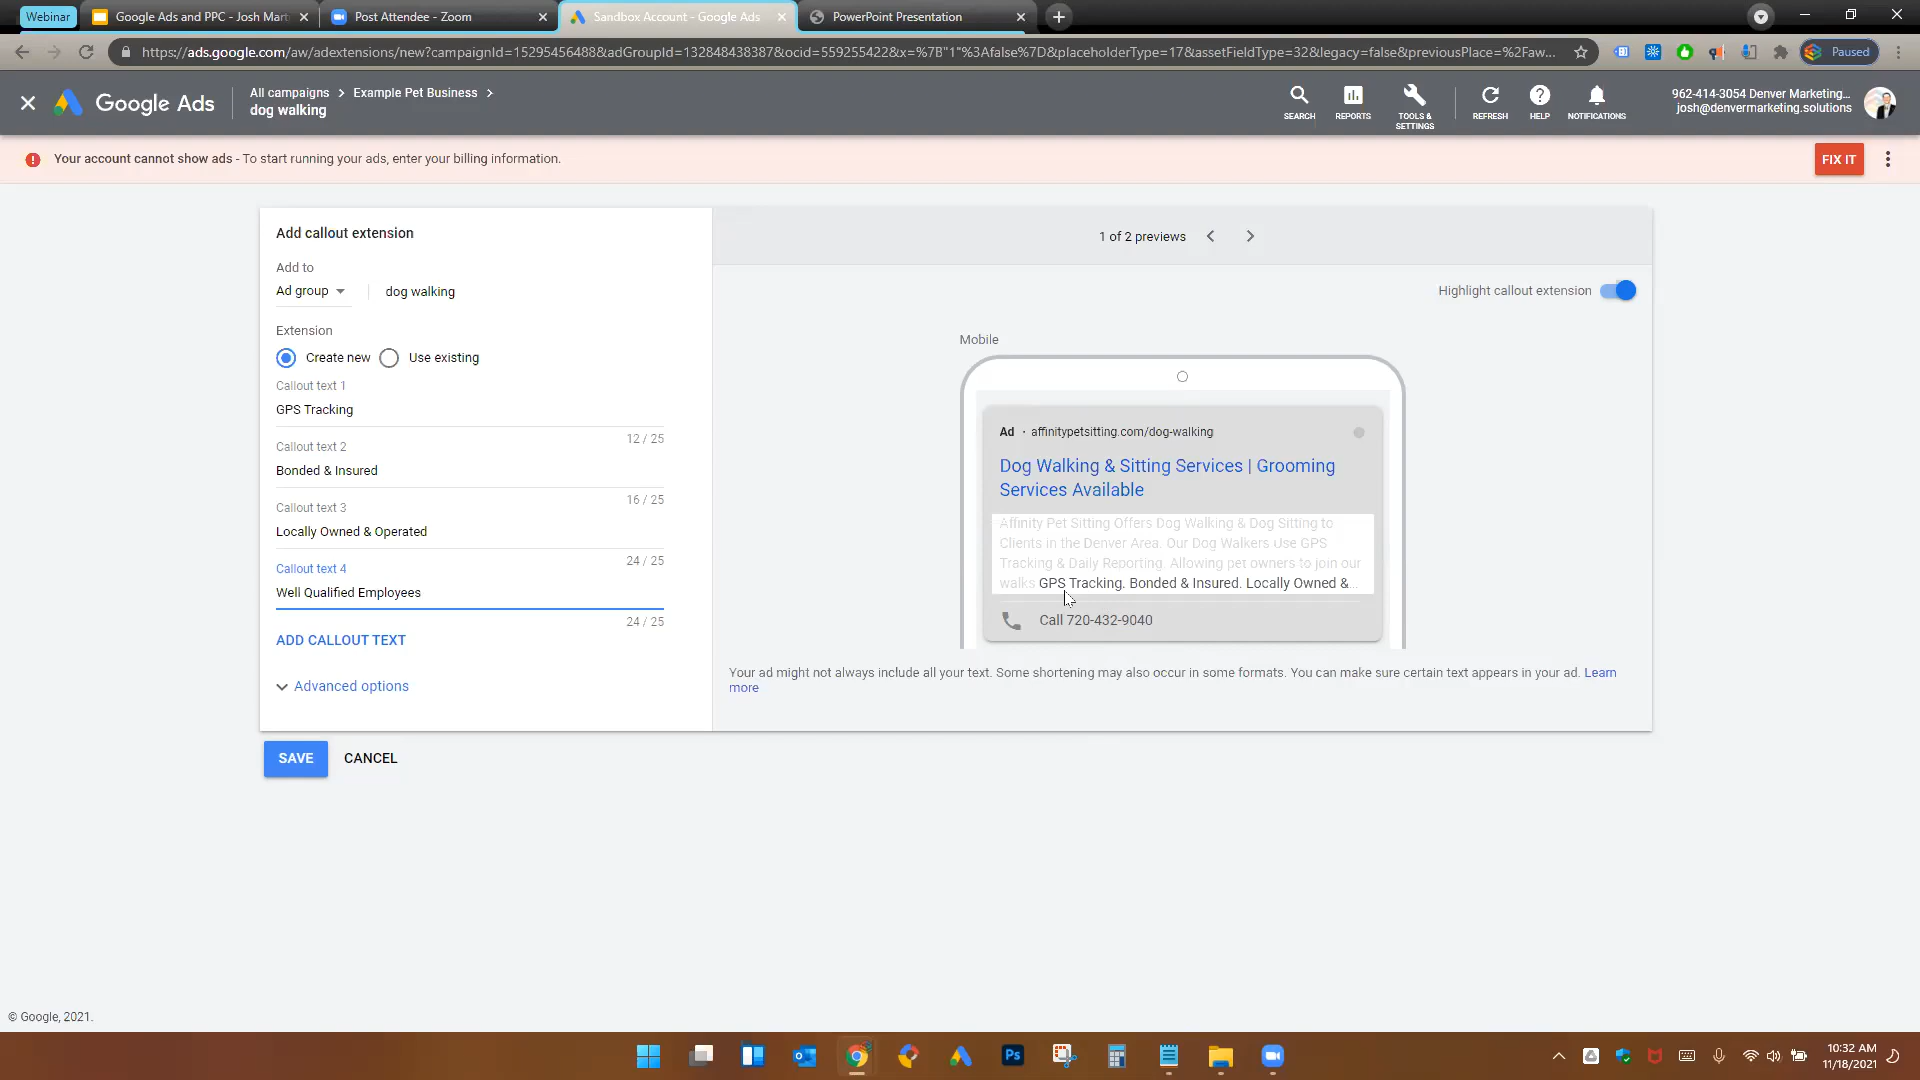 Webinar
Google Ads and PPC - Josh Mart
Post Attendee - Zoom
Sandbox Account - Google Ads
PowerPoint Presentation
https://ads.google.com/aw/adextensions/new?campaignId=15295456488&adGroupId=132848438387&ocid=559255422&x=%7B"1"%3Afalse%7D&placeholderType=17&assetFieldType=32&legacy=false&previousPlace=%2Faw...
Paused
Google Ads
All campaigns > Example Pet Business >
dog walking
SEARCH
REPORTS
TOOLS &
SETTINGS
REFRESH
HELP
NOTIFICATIONS
962-414-3054 Denver Marketing...
josh@denvermarketing.solutions
Your account cannot show ads - To start running your ads, enter your billing information.
FIX IT
Add callout extension
Add to
Ad group
dog walking
Extension
Create new
Use existing
Callout text 1
GPS Tracking
12 / 25
Callout text 2
Bonded & Insured
16 / 25
Callout text 3
Locally Owned & Operated
24 / 25
Callout text 4
Well Qualified Employees
24 / 25
ADD CALLOUT TEXT
Advanced options
SAVE
CANCEL
1 of 2 previews
Highlight callout extension
Mobile
Ad · affinitypetsitting.com/dog-walking
Dog Walking & Sitting Services | Grooming
Services Available
Affinity Pet Sitting Offers Dog Walking & Dog Sitting to
Clients in the Denver Area. Our Dog Walkers Use GPS
Tracking & Daily Reporting. Allowing pet owners to join our
walks GPS Tracking. Bonded & Insured. Locally Owned &...
Call 720-432-9040
Your ad might not always include all your text. Some shortening may also occur in some formats. You can make sure certain text appears in your ad. Learn
more
© Google, 2021.
Ps
10:32 AM
11/18/2021